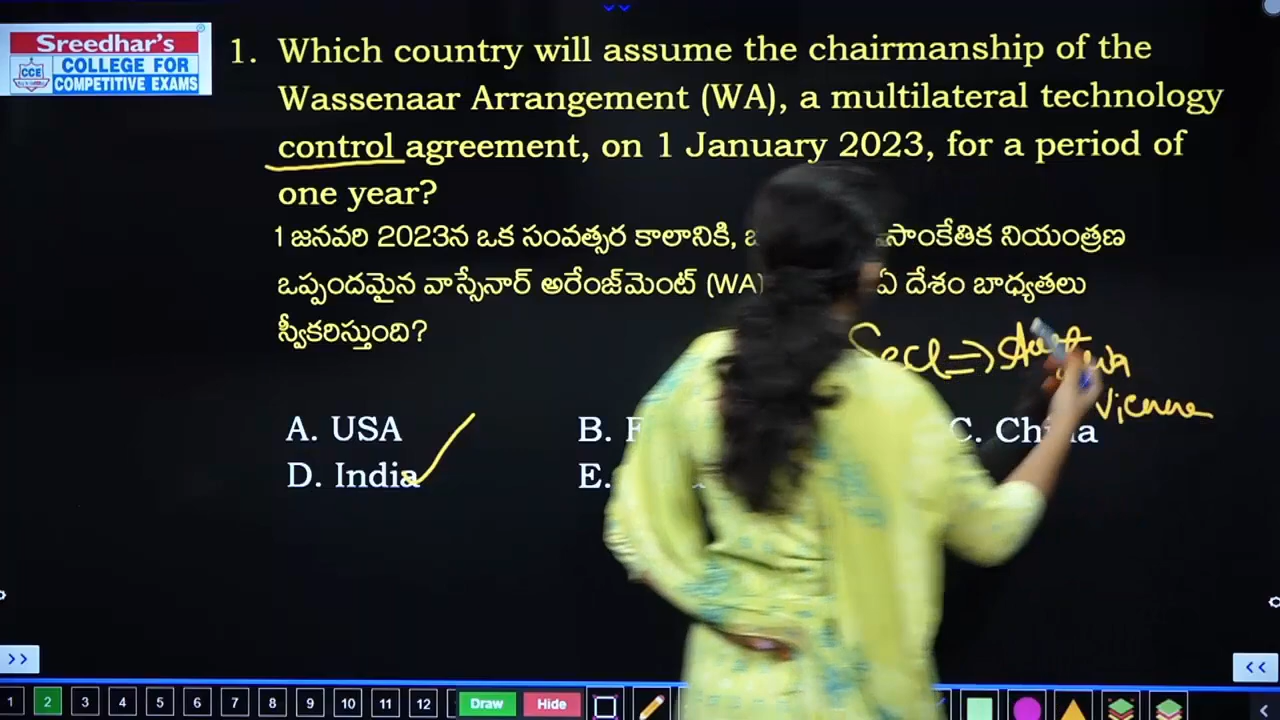 Sreedhar's
CCE
COLLEGE FOR
COMPETITIVE EXAMS
1. Which country will assume the chairmanship of the
Wassenaar Arrangement (WA), a multilateral technology
control agreement, on 1 January 2023, for a period of
one year?
1 జనవరి 2023న ఒక సంవత్సర కాలానికి, సాంకేతిక నియంత్రణ
ఒప్పందమైన వాస్సేనార్ అరేంజ్‌మెంట్ (WA) ఏ దేశం బాధ్యతలు
స్వీకరిస్తుంది?
Sect =>
Vienna
A. USA
B. F
C. China
D. India
E.
>>
<<
1 2 3 4 5 6 7 8 9 10 11 12 Draw Hide